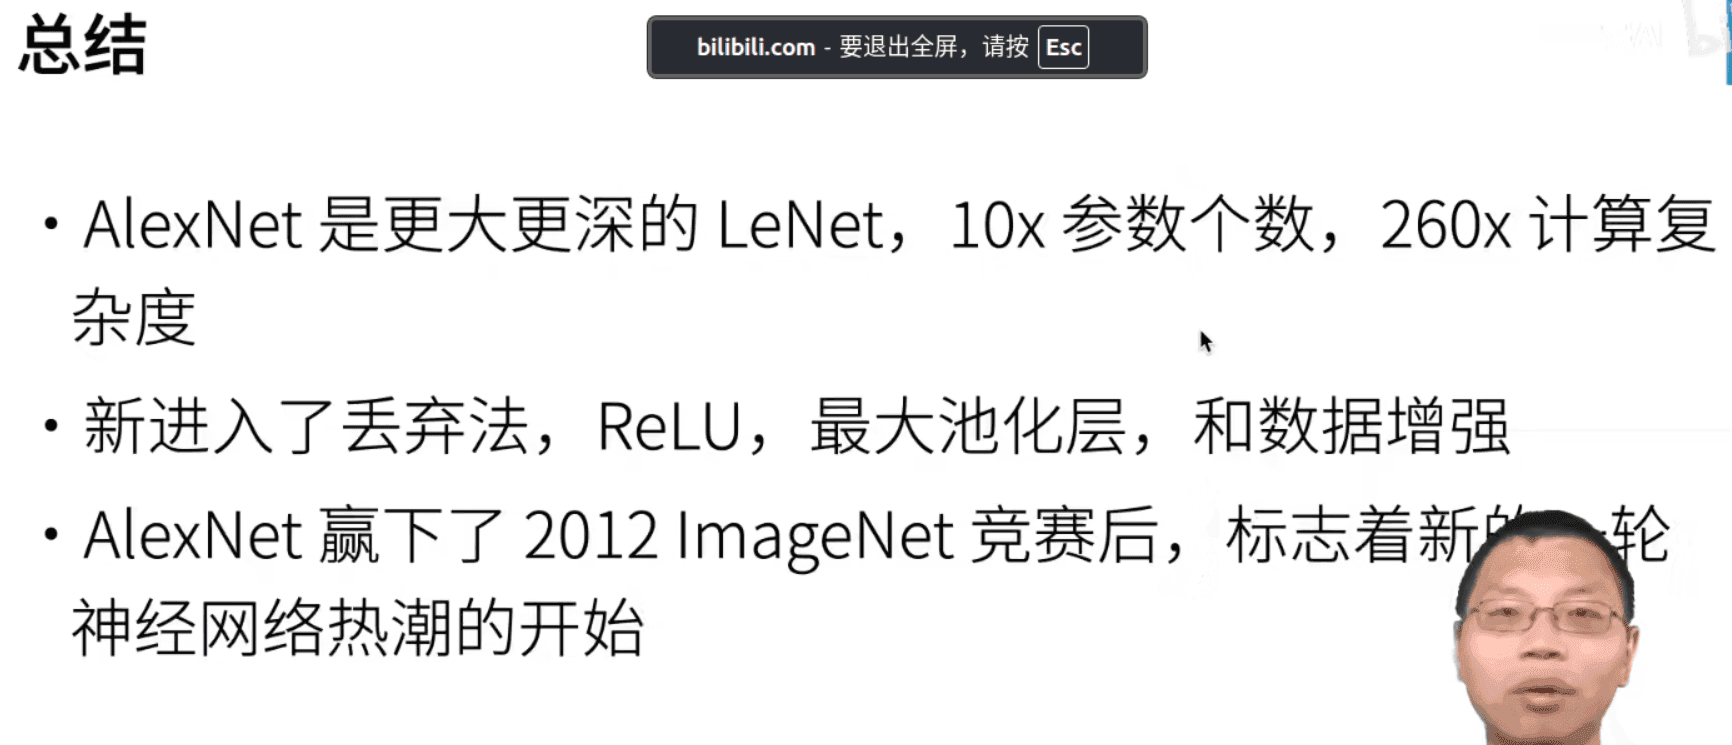 总结
bilibili.com - 要退出全屏，请按 Esc
• AlexNet 是更大更深的 LeNet，10x 参数个数，260x 计算复
杂度
• 新进入了丢弃法，ReLU，最大池化层，和数据增强
• AlexNet 赢下了 2012 ImageNet 竞赛后，标志着新的一轮
神经网络热潮的开始